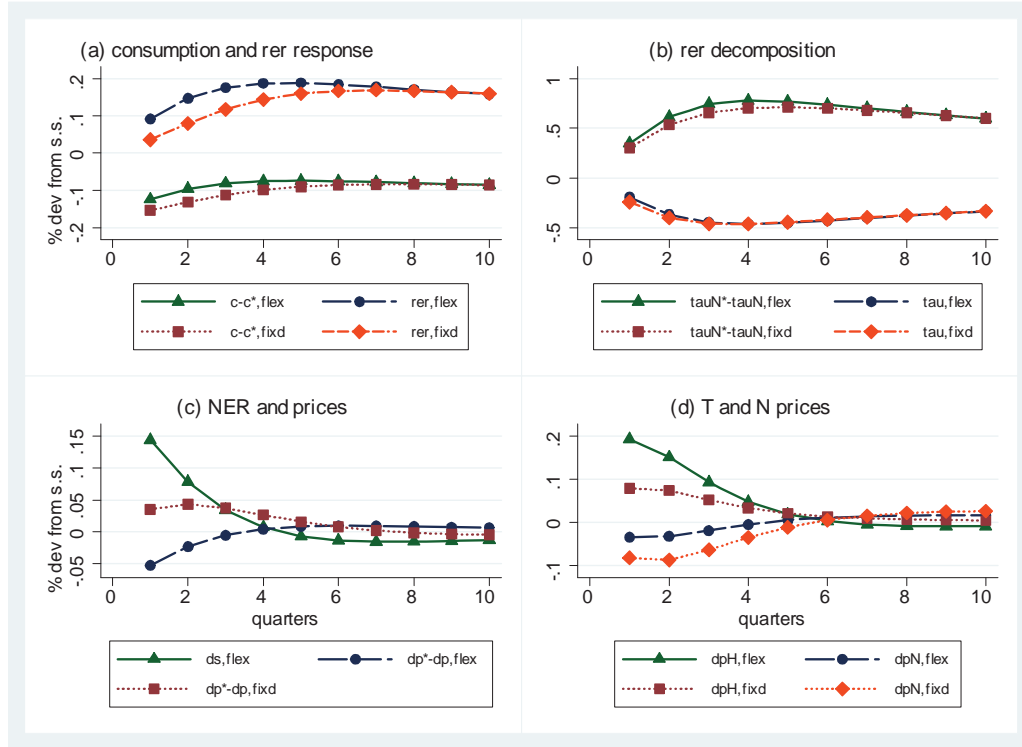 (a) consumption and rer response
% dev from s.s.
.2
.1
0
-.1
-.2
0 2 4 6 8 10
c-c*,flex rer,flex
c-c*,fixd rer,fixd
(b) rer decomposition
1
.5
0
-.5
0 2 4 6 8 10
tauN*-tauN,flex tau,flex
tauN*-tauN,fixd tau,fixd
(c) NER and prices
% dev from s.s.
.15
.1
.05
0
-.05
0 2 4 6 8 10
quarters
ds,flex dp*-dp,flex
dp*-dp,fixd
(d) T and N prices
.2
.1
0
-.1
0 2 4 6 8 10
quarters
dpH,flex dpN,flex
dpH,fixd dpN,fixd